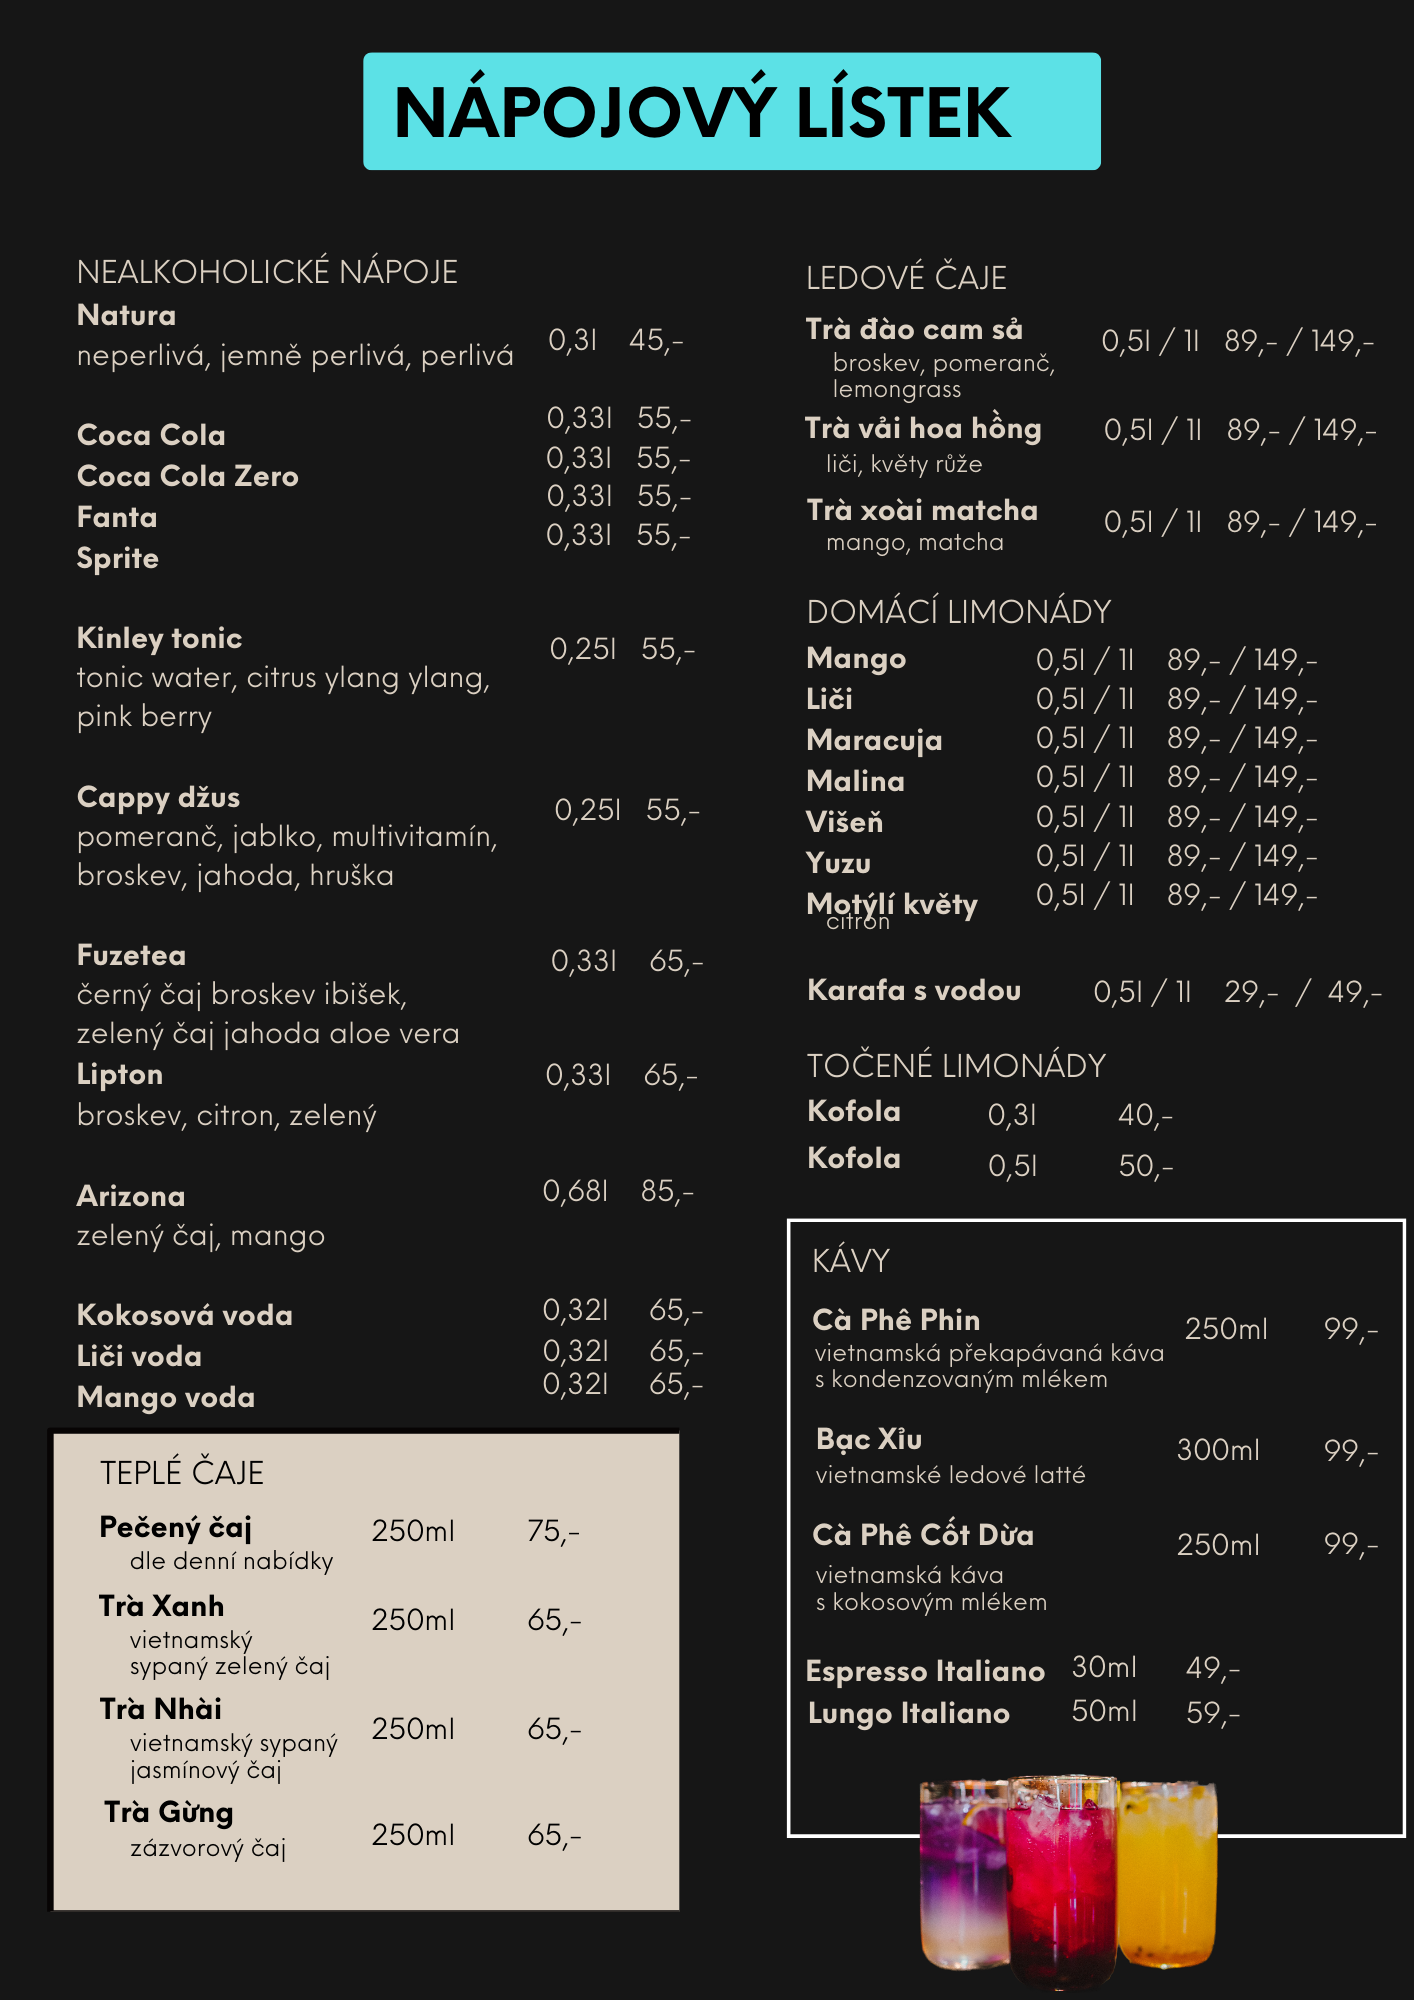 NÁPOJOVÝ LÍSTEK
NEALKOHOLICKÉ NÁPOJE
Natura 0,3l 45,-
neperlivá, jemně perlivá, perlivá
Coca Cola 0,33l 55,-
Coca Cola Zero 0,33l 55,-
Fanta 0,33l 55,-
Sprite 0,33l 55,-
Kinley tonic 0,25l 55,-
tonic water, citrus ylang ylang,
pink berry
Cappy džus 0,25l 55,-
pomeranč, jablko, multivitamín,
broskev, jahoda, hruška
Fuzetea 0,33l 65,-
černý čaj broskev ibišek,
zelený čaj jahoda aloe vera
Lipton 0,33l 65,-
broskev, citron, zelený
Arizona 0,68l 85,-
zelený čaj, mango
Kokosová voda 0,32l 65,-
Liči voda 0,32l 65,-
Mango voda 0,32l 65,-
TEPLÉ ČAJE
Pečený čaj 250ml 75,-
dle denní nabídky
Trà Xanh 250ml 65,-
vietnamský
sypaný zelený čaj
Trà Nhài 250ml 65,-
vietnamský sypaný
jasmínový čaj
Trà Gừng 250ml 65,-
zázvorový čaj
LEDOVÉ ČAJE
Trà đào cam sả 0,5l / 1l 89,- / 149,-
broskev, pomeranč,
lemongrass
Trà vải hoa hồng 0,5l / 1l 89,- / 149,-
liči, květy růže
Trà xoài matcha 0,5l / 1l 89,- / 149,-
mango, matcha
DOMÁCÍ LIMONÁDY
Mango 0,5l / 1l 89,- / 149,-
Liči 0,5l / 1l 89,- / 149,-
Maracuja 0,5l / 1l 89,- / 149,-
Malina 0,5l / 1l 89,- / 149,-
Višeň 0,5l / 1l 89,- / 149,-
Yuzu 0,5l / 1l 89,- / 149,-
Motýlí květy 0,5l / 1l 89,- / 149,-
citron
Karafa s vodou 0,5l / 1l 29,- / 49,-
TOČENÉ LIMONÁDY
Kofola 0,3l 40,-
Kofola 0,5l 50,-
KÁVY
Cà Phê Phin 250ml 99,-
vietnamská překapávaná káva
s kondenzovaným mlékem
Bạc Xỉu 300ml 99,-
vietnamské ledové latté
Cà Phê Cốt Dừa 250ml 99,-
vietnamská káva
s kokosovým mlékem
Espresso Italiano 30ml 49,-
Lungo Italiano 50ml 59,-